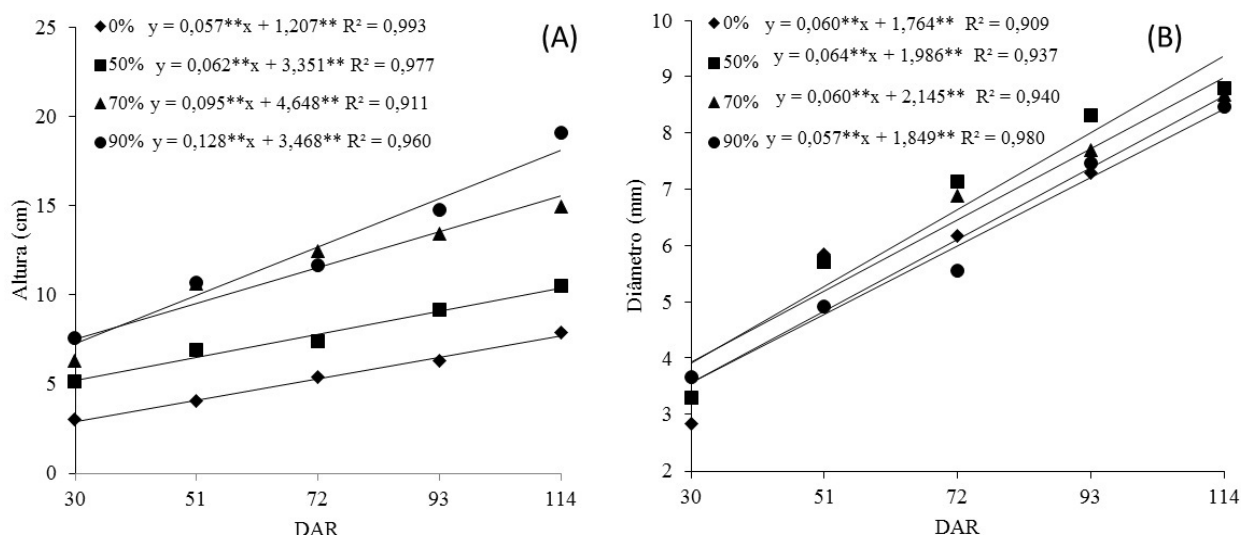 25
20
15
10
5
0
Altura (cm)
0% y = 0,057**x + 1,207** R² = 0,993
50% y = 0,062**x + 3,351** R² = 0,977
70% y = 0,095**x + 4,648** R² = 0,911
90% y = 0,128**x + 3,468** R² = 0,960
(A)
30 51 72 93 114
DAR
10
9
8
7
6
5
4
3
2
Diâmetro (mm)
0% y = 0,060**x + 1,764** R² = 0,909
50% y = 0,064**x + 1,986** R² = 0,937
70% y = 0,060**x + 2,145** R² = 0,940
90% y = 0,057**x + 1,849** R² = 0,980
(B)
30 51 72 93 114
DAR